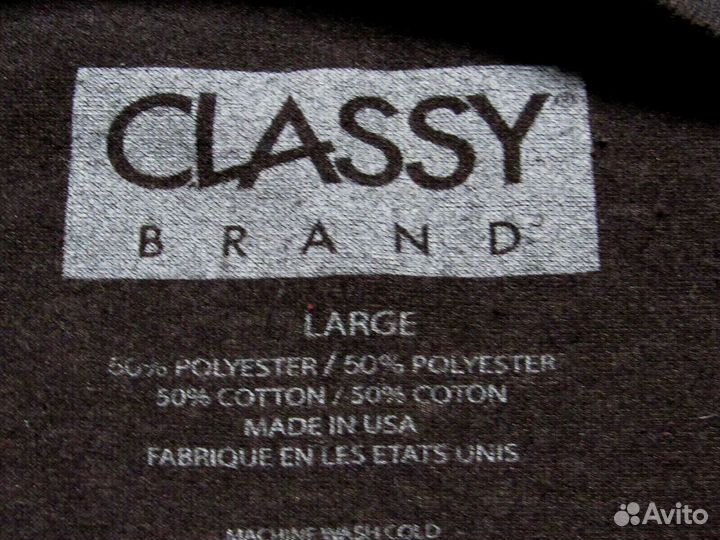 CLASSY®
BRAND
LARGE
50% POLYESTER / 50% POLYESTER
50% COTTON / 50% COTON
MADE IN USA
FABRIQUE EN LES ETATS UNIS
MACHINE WASH COLD
Avito